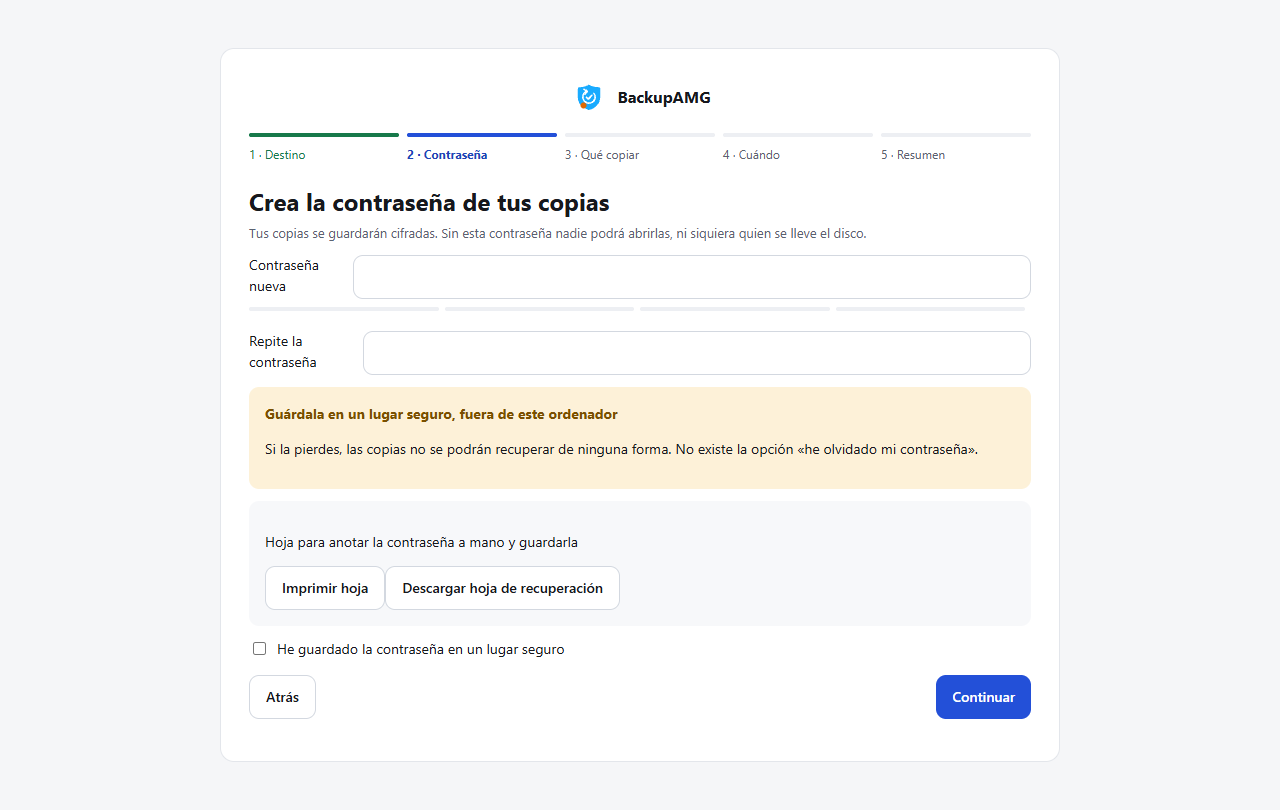 BackupAMG
1 · Destino
2 · Contraseña
3 · Qué copiar
4 · Cuándo
5 · Resumen
Crea la contraseña de tus copias
Tus copias se guardarán cifradas. Sin esta contraseña nadie podrá abrirlas, ni siquiera quien se lleve el disco.
Contraseña
nueva
Repite la
contraseña
Guárdala en un lugar seguro, fuera de este ordenador
Si la pierdes, las copias no se podrán recuperar de ninguna forma. No existe la opción «he olvidado mi contraseña».
Hoja para anotar la contraseña a mano y guardarla
Imprimir hoja
Descargar hoja de recuperación
He guardado la contraseña en un lugar seguro
Atrás
Continuar